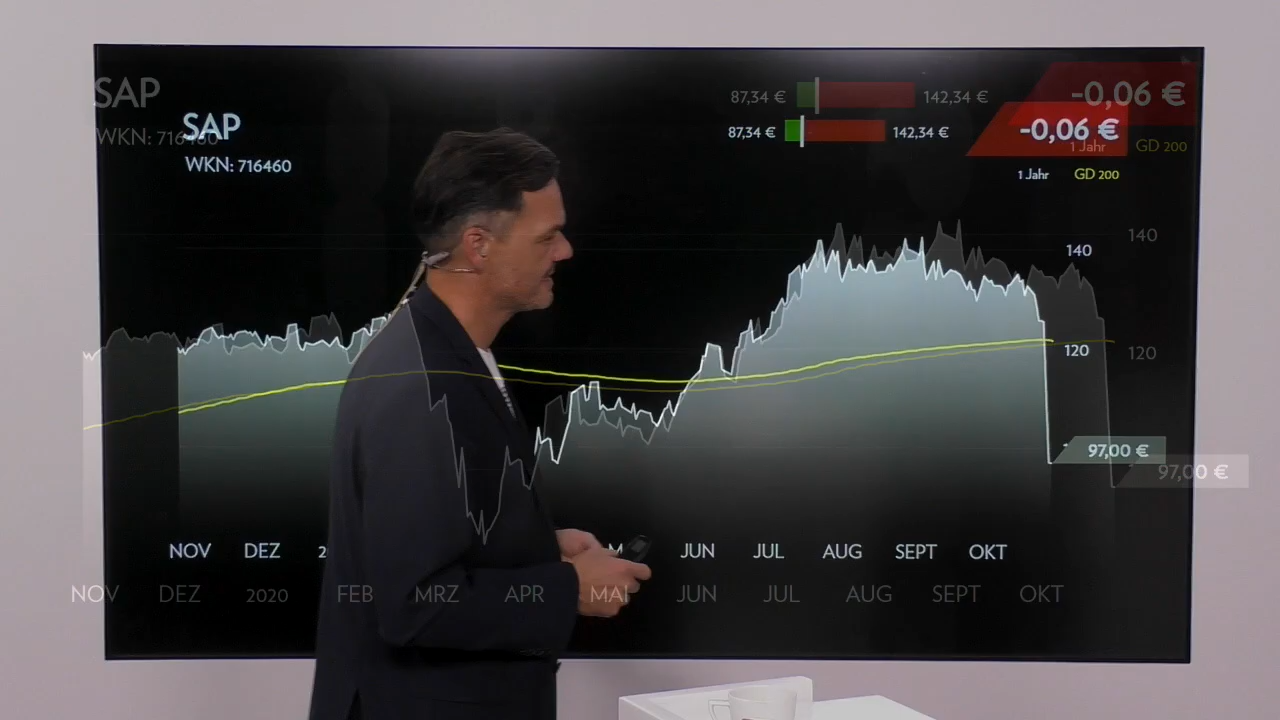 SAP
WKN: 716460
87,34 € 142,34 €
-0,06 €
1 Jahr GD 200
140
120
97,00 €
NOV DEZ 2020 FEB MRZ APR MAI JUN JUL AUG SEPT OKT
SAP
WKN: 716460
87,34 € 142,34 €
-0,06 €
1 Jahr GD 200
140
120
97,00 €
NOV DEZ JUN JUL AUG SEPT OKT